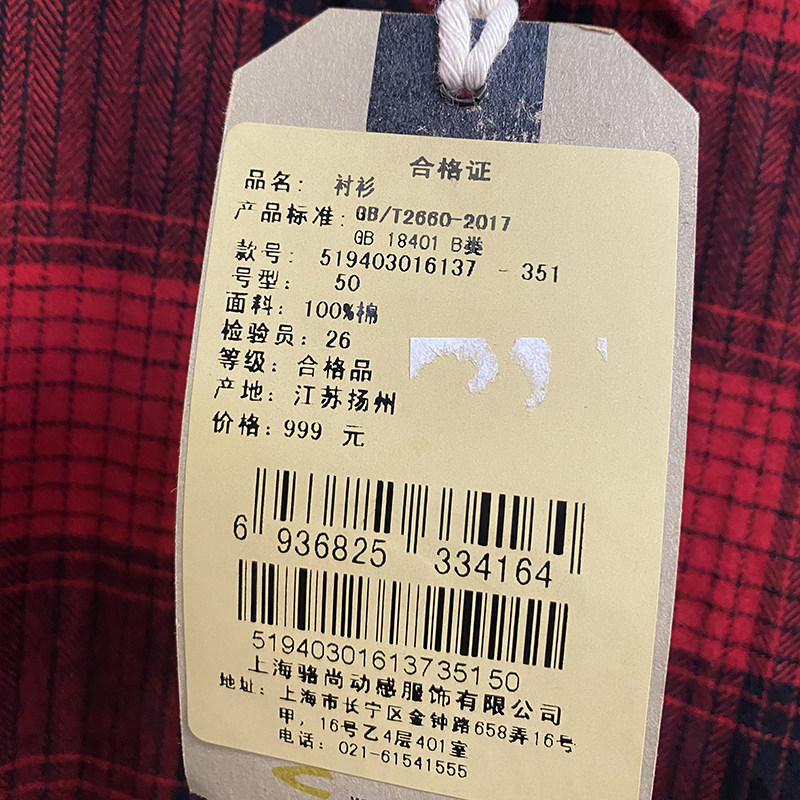 合格证
品名: 衬衫
产品标准: GB/T2660-2017
GB 18401 B类
款号: 519403016137 - 351
号型: 50
面料: 100%棉
检验员: 26
等级: 合格品
产地: 江苏扬州
价格: 999 元
6 936825 334164
51940301613735150
上海骆尚动感服饰有限公司
地址: 上海市长宁区金钟路658弄16号
甲, 16号乙4层401室
电话: 021-61541555